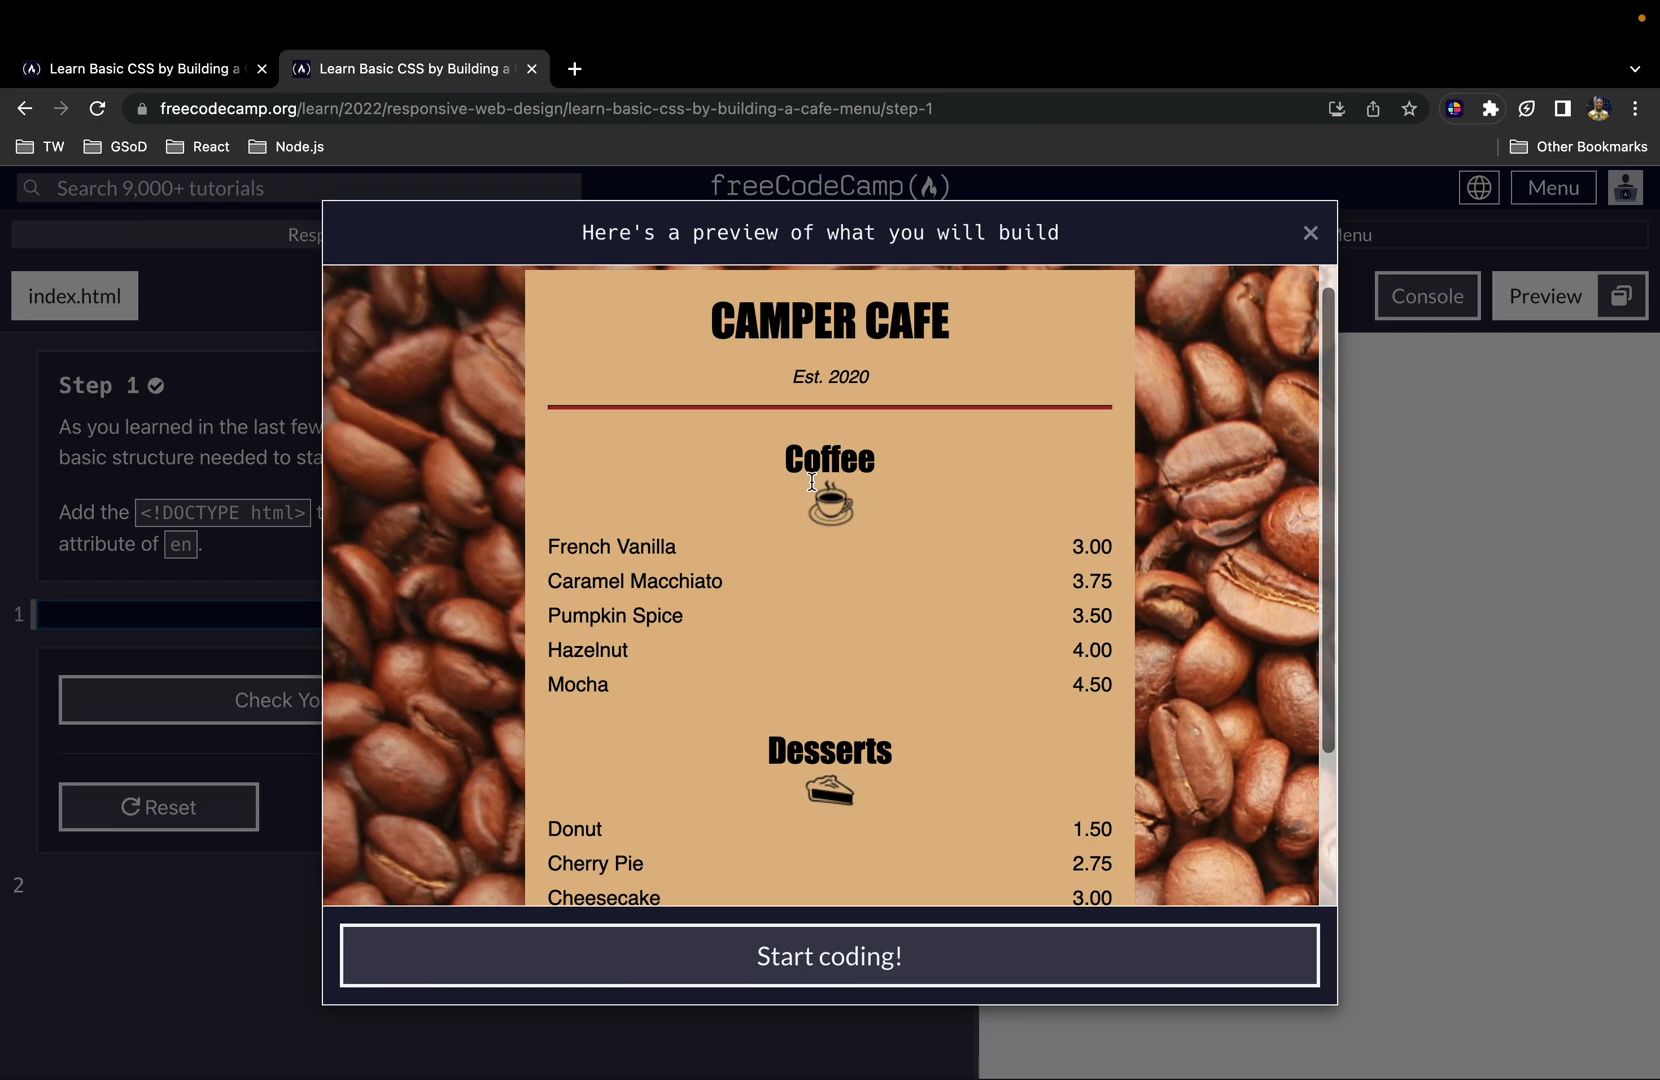 Learn Basic CSS by Building a
Learn Basic CSS by Building a
freecodecamp.org/learn/2022/responsive-web-design/learn-basic-css-by-building-a-cafe-menu/step-1
TW GSoD React Node.js Other Bookmarks
Search 9,000+ tutorials
freeCodeCamp
Menu
Resp
Menu
Here's a preview of what you will build
index.html
Console Preview
Step 1
As you learned in the last few
basic structure needed to sta
Add the <!DOCTYPE html> t
attribute of en.
1
Check Yo
Reset
2
CAMPER CAFE
Est. 2020
Coffee
French Vanilla 3.00
Caramel Macchiato 3.75
Pumpkin Spice 3.50
Hazelnut 4.00
Mocha 4.50
Desserts
Donut 1.50
Cherry Pie 2.75
Cheesecake 3.00
Start coding!